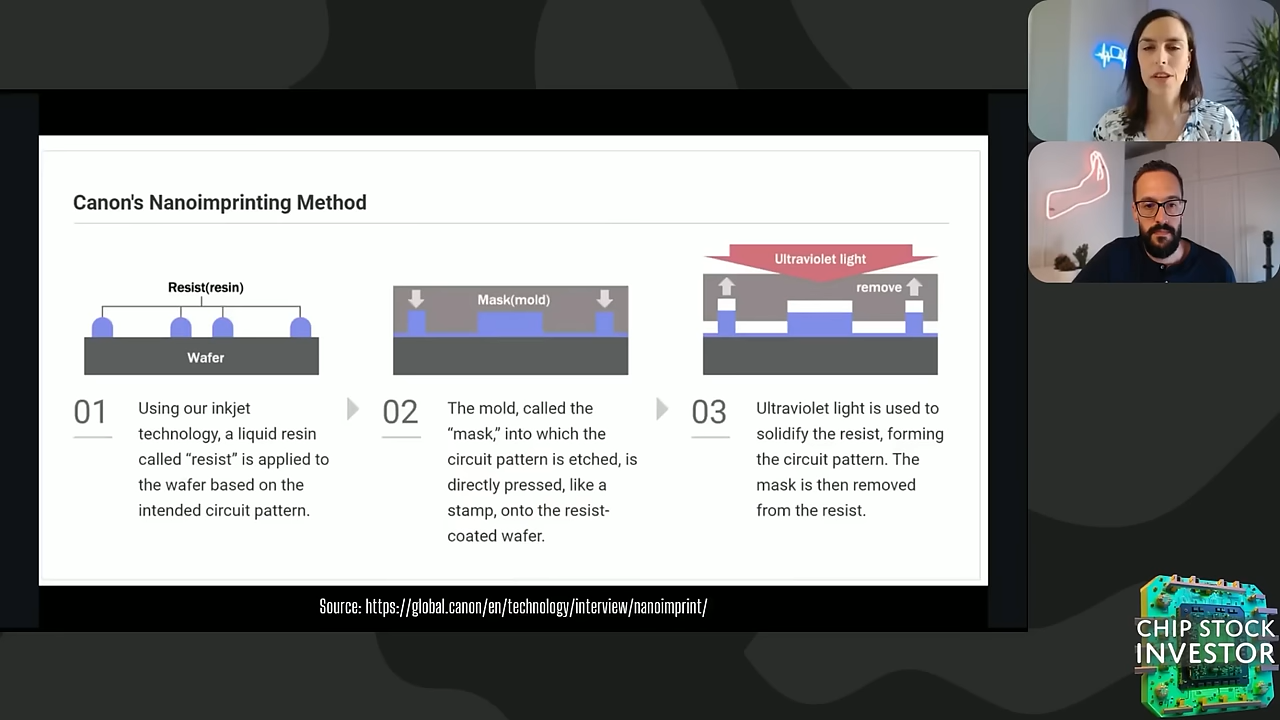 Canon's Nanoimprinting Method
Resist(resin)
Wafer
01
Using our inkjet
technology, a liquid resin
called “resist” is applied to
the wafer based on the
intended circuit pattern.
Mask(mold)
02
The mold, called the
“mask,” into which the
circuit pattern is etched, is
directly pressed, like a
stamp, onto the resist-
coated wafer.
Ultraviolet light
remove
03
Ultraviolet light is used to
solidify the resist, forming
the circuit pattern. The
mask is then removed
from the resist.
Source: https://global.canon/en/technology/interview/nanoimprint/
CHIP STOCK
INVESTOR